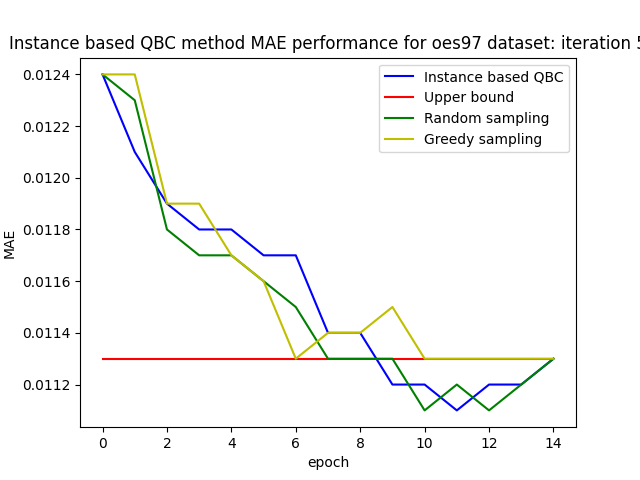 Instance based QBC method MAE performance for oes97 dataset: iteration 5
0.0124
0.0122
0.0120
0.0118
0.0116
0.0114
0.0112
MAE
Instance based QBC
Upper bound
Random sampling
Greedy sampling
0 2 4 6 8 10 12 14
epoch